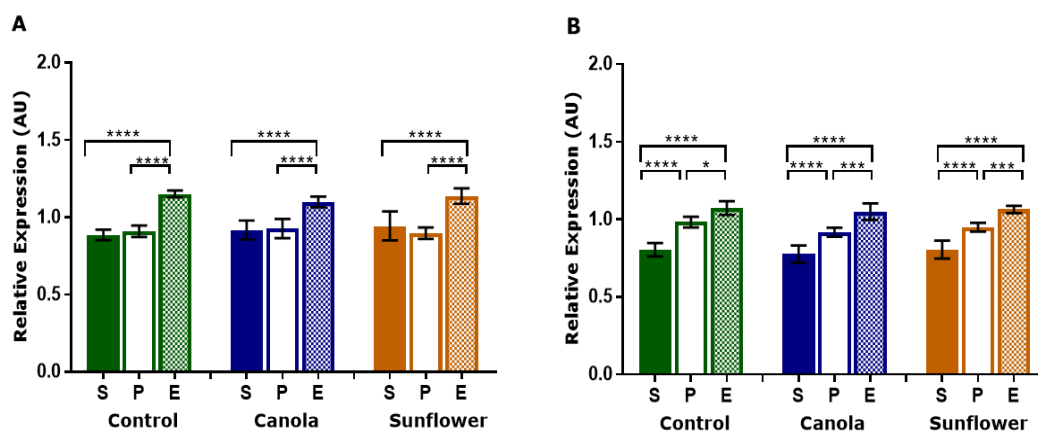 A
Relative Expression (AU)
2.0
1.5
1.0
0.5
0.0
**** **** ****
**** **** ****
S P E S P E S P E
Control Canola Sunflower
B
Relative Expression (AU)
2.0
1.5
1.0
0.5
0.0
**** **** ****
**** * **** *** **** ***
S P E S P E S P E
Control Canola Sunflower